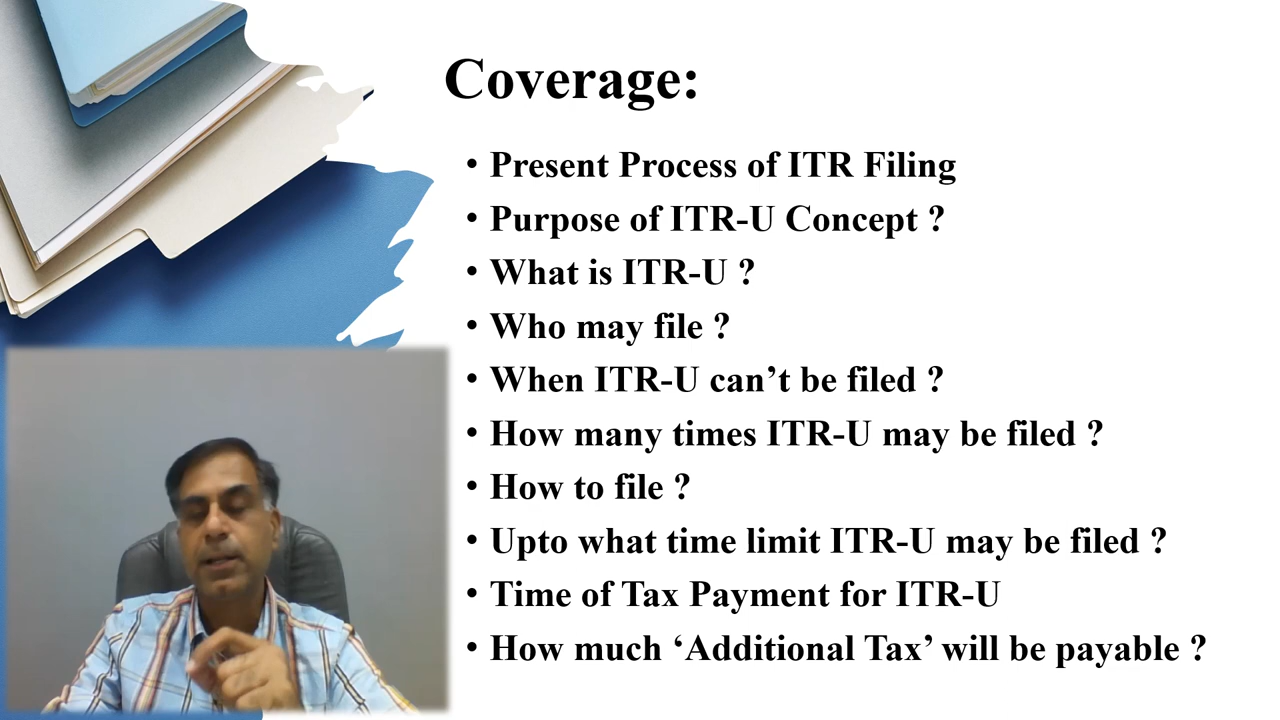 Coverage:
• Present Process of ITR Filing
• Purpose of ITR-U Concept ?
• What is ITR-U ?
• Who may file ?
• When ITR-U can’t be filed ?
• How many times ITR-U may be filed ?
• How to file ?
• Upto what time limit ITR-U may be filed ?
• Time of Tax Payment for ITR-U
• How much ‘Additional Tax’ will be payable ?